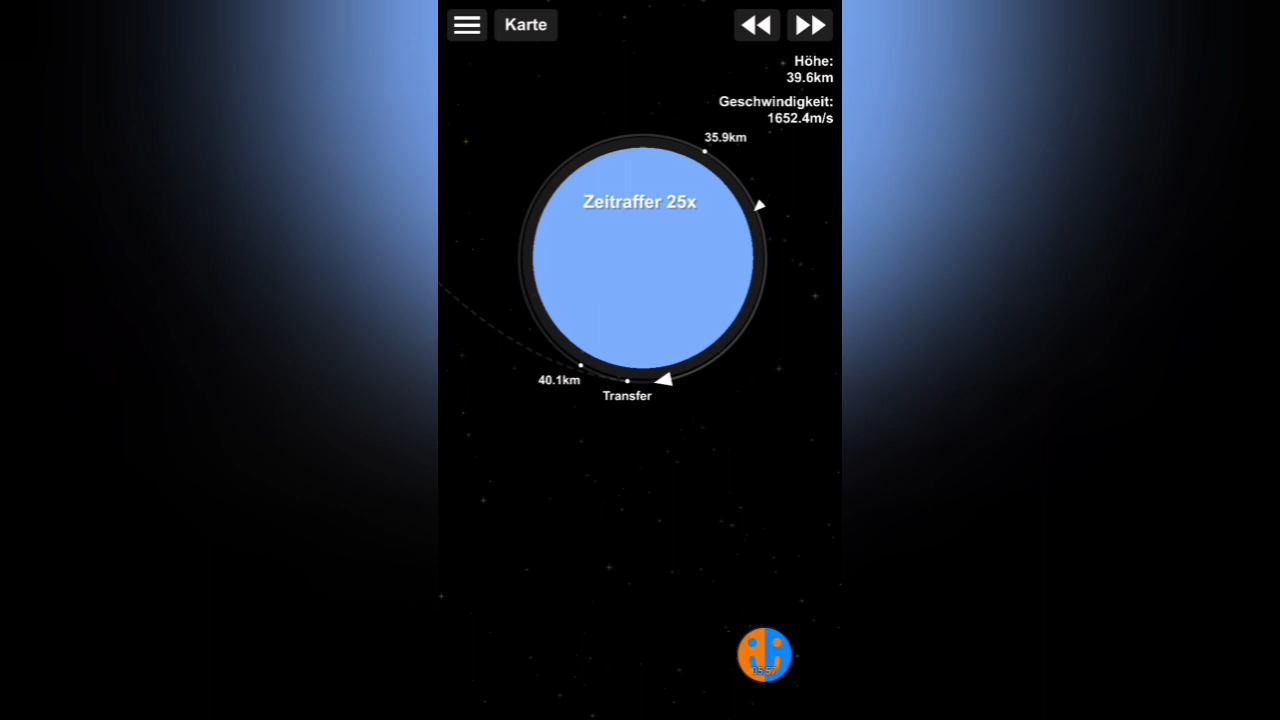 Karte
Höhe:
39.6km
Geschwindigkeit:
1652.4m/s
35.9km
Zeitraffer 25x
40.1km
Transfer